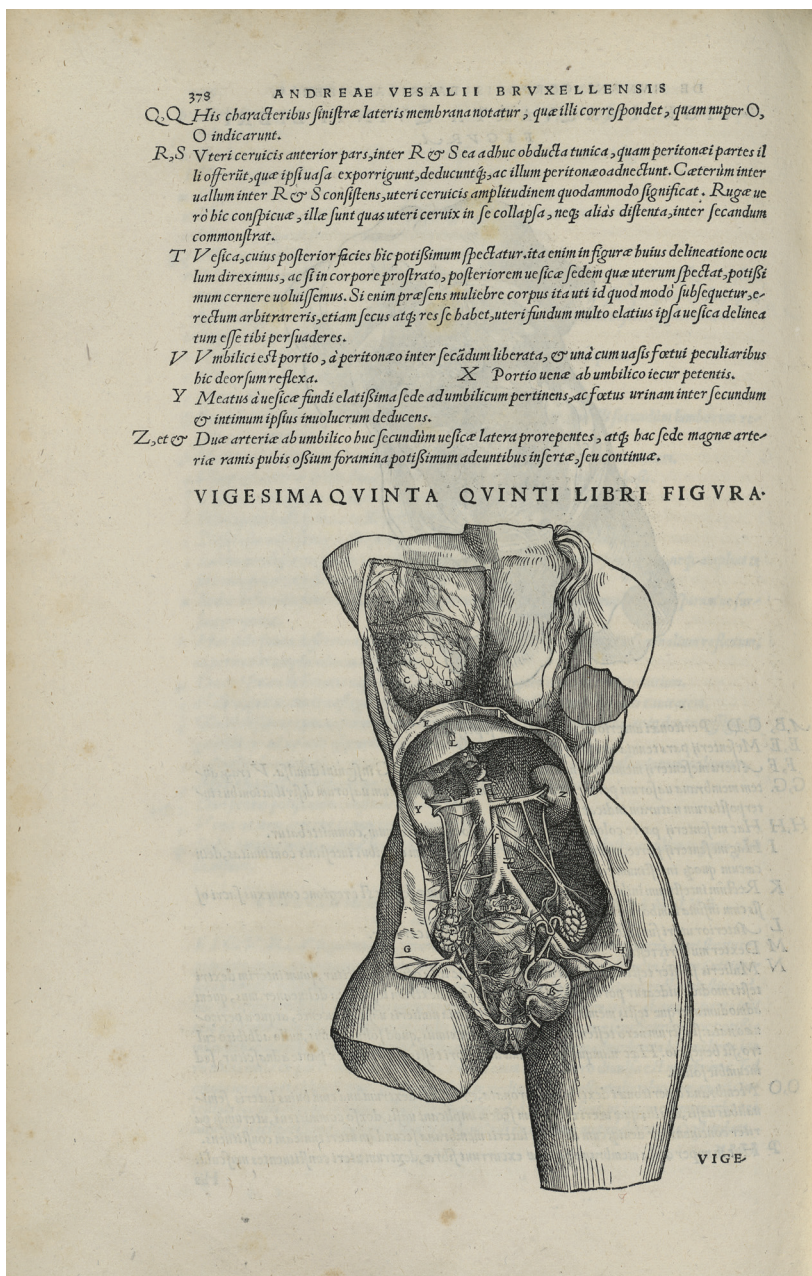 378 ANDREAE VESALII BRVXELLENSIS
Q,Q His characteribus sinistræ lateris membrana notatur, quæ illi correspondet, quam nuper O,
O indicarunt.
R,S Vteri ceruicis anterior pars, inter R & S ea adhuc obducta tunica, quam peritonæi partes il
li offerũt, quæ ipsi uasa exporrigunt, deducuntq́;, ac illum peritonæo adnectunt. Cæterùm inter
uallum inter R & S consistens, uteri ceruicis amplitudinem quodammodo significat. Rugæ ue
rò hic conspicuæ, illæ sunt quas uteri ceruix in se collapsa, neq; aliàs distenta, inter secandum
commonstrat.
T Vesica, cuius posterior facies hîc potißimum spectatur. ita enim in figuræ huius delineatione ocu
lum direximus, ac si in corpore prostrato, posteriorem uesicæ sedem quæ uterum spectat, potißi
mum cernere uoluissemus. Si enim præsens muliebre corpus ita uti id quod modò subsequetur, e-
rectum arbitrareris, etiam secus atq; res se habet, uteri fundum multo elatius ipsa uesica delinea
tum esse tibi persuaderes.
V Vmbilici est portio, à peritonæo inter secãdum liberata, & unà cum uasis fœtui peculiaribus
hic deorsum reflexa. X Portio uenæ ab umbilico iecur petentis.
Y Meatus à uesicæ fundi elatißima sede ad umbilicum pertinens, ac fœtus urinam inter secundum
& intimum ipsius inuolucrum deducens.
Z, et & Duæ arteriæ ab umbilico huc secundùm uesicæ latera prorepentes, atq; hac sede magnæ arte-
riæ ramis pubis oßium foramina potißimum adeuntibus insertæ, seu continuæ.
VIGESIMAQVINTA QVINTI LIBRI FIGVRA.
C D
F
L
P
Y Z
f
G H
VIGE-